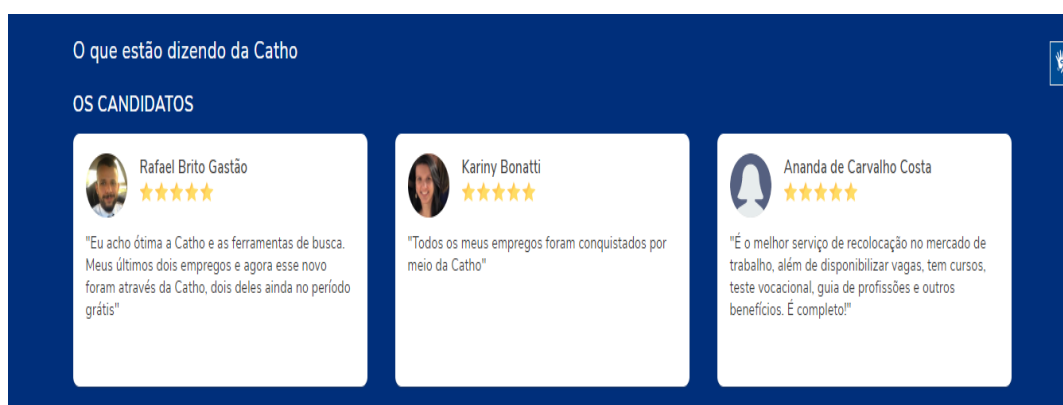 O que estão dizendo da Catho
OS CANDIDATOS
Rafael Brito Gastão
"Eu acho ótima a Catho e as ferramentas de busca.
Meus últimos dois empregos e agora esse novo
foram através da Catho, dois deles ainda no período
grátis"
Kariny Bonatti
"Todos os meus empregos foram conquistados por
meio da Catho"
Ananda de Carvalho Costa
"É o melhor serviço de recolocação no mercado de
trabalho, além de disponibilizar vagas, tem cursos,
teste vocacional, guia de profissões e outros
benefícios. É completo!"